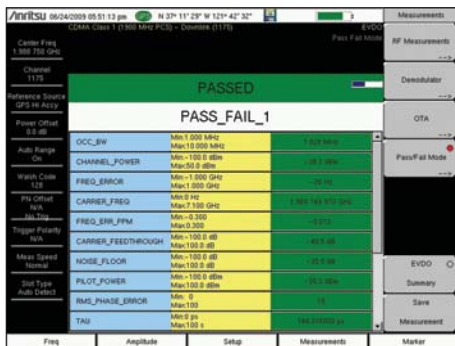 Anritsu 06/24/2009 05:51:13 pm GPS N 37° 11' 29" W 121° 42' 32"
CDMA Class 1 (1900 MHz PCS) - Downlink (1175)
EVDO
Pass Fail Mode
Center Freq
1.988 750 GHz
Channel
1175
Reference Source
GPS Hi Accy
Power Offset
0.0 dB
Auto Range
On
Walsh Code
128
PN Offset
N/A
No Trig
Trigger Polarity
N/A
Meas Speed
Normal
Slot Type
Auto Detect
PASSED
PASS_FAIL_1
OCC_BW Min:1.000 MHz
Max:10.000 MHz
CHANNEL_POWER Min:-100.0 dBm
Max:50.0 dBm
FREQ_ERROR Min:-1.000 GHz
Max:1.000 GHz
CARRIER_FREQ Min:0 Hz
Max:7.100 GHz
FREQ_ERR_PPM Min:-0.300
Max:0.300
CARRIER_FEEDTHROUGH Min:-100.0 dB
Max:100.0 dB
NOISE_FLOOR Min:-100.0 dB
Max:100.0 dB
PILOT_POWER Min:-100.0 dBm
Max:100.0 dBm
RMS_PHASE_ERROR Min: 0
Max:100
TAU Min:0 ps
Max:100 s
Measurements
RF Measurements
-->
Demodulator
-->
OTA
-->
Pass/Fail Mode
-->
EVDO
Summary
Save
Measurement
Freq Amplitude Setup Measurements Marker